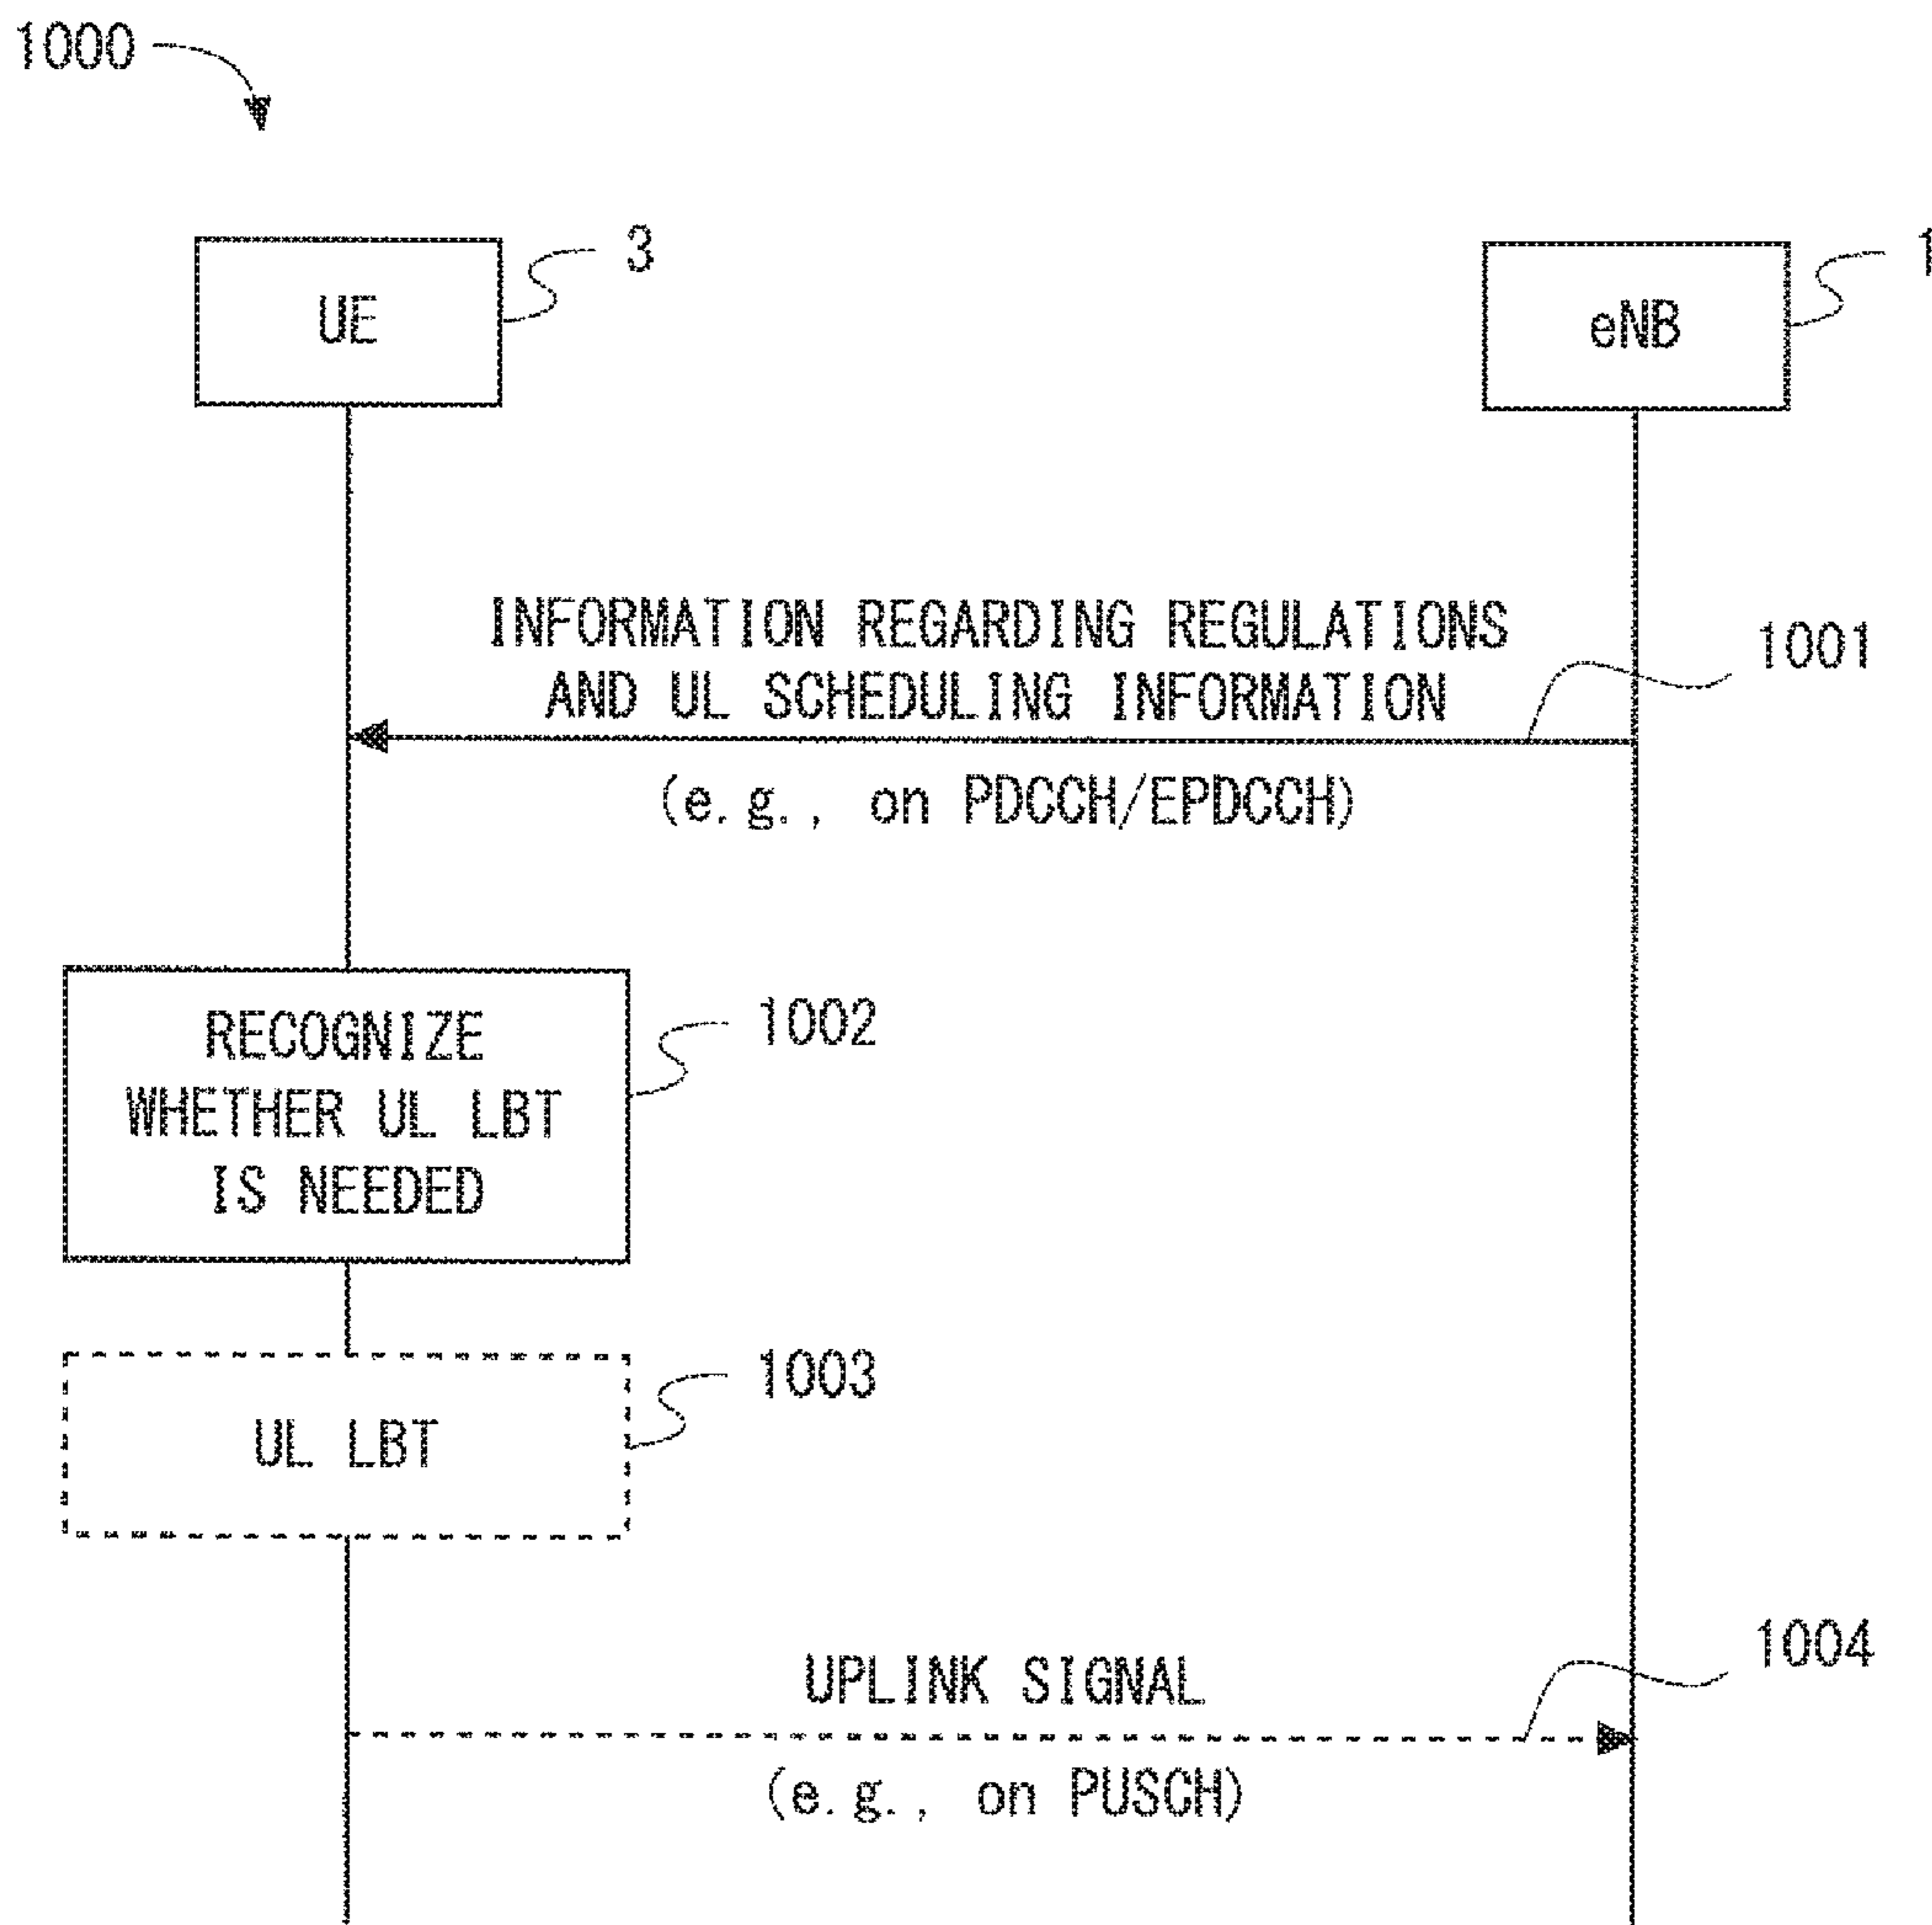 1000
UE
3
eNB
1
INFORMATION REGARDING REGULATIONS
AND UL SCHEDULING INFORMATION
1001
(e.g., on PDCCH/EPDCCH)
RECOGNIZE
WHETHER UL LBT
IS NEEDED
1002
UL LBT
1003
UPLINK SIGNAL
1004
(e.g., on PUSCH)